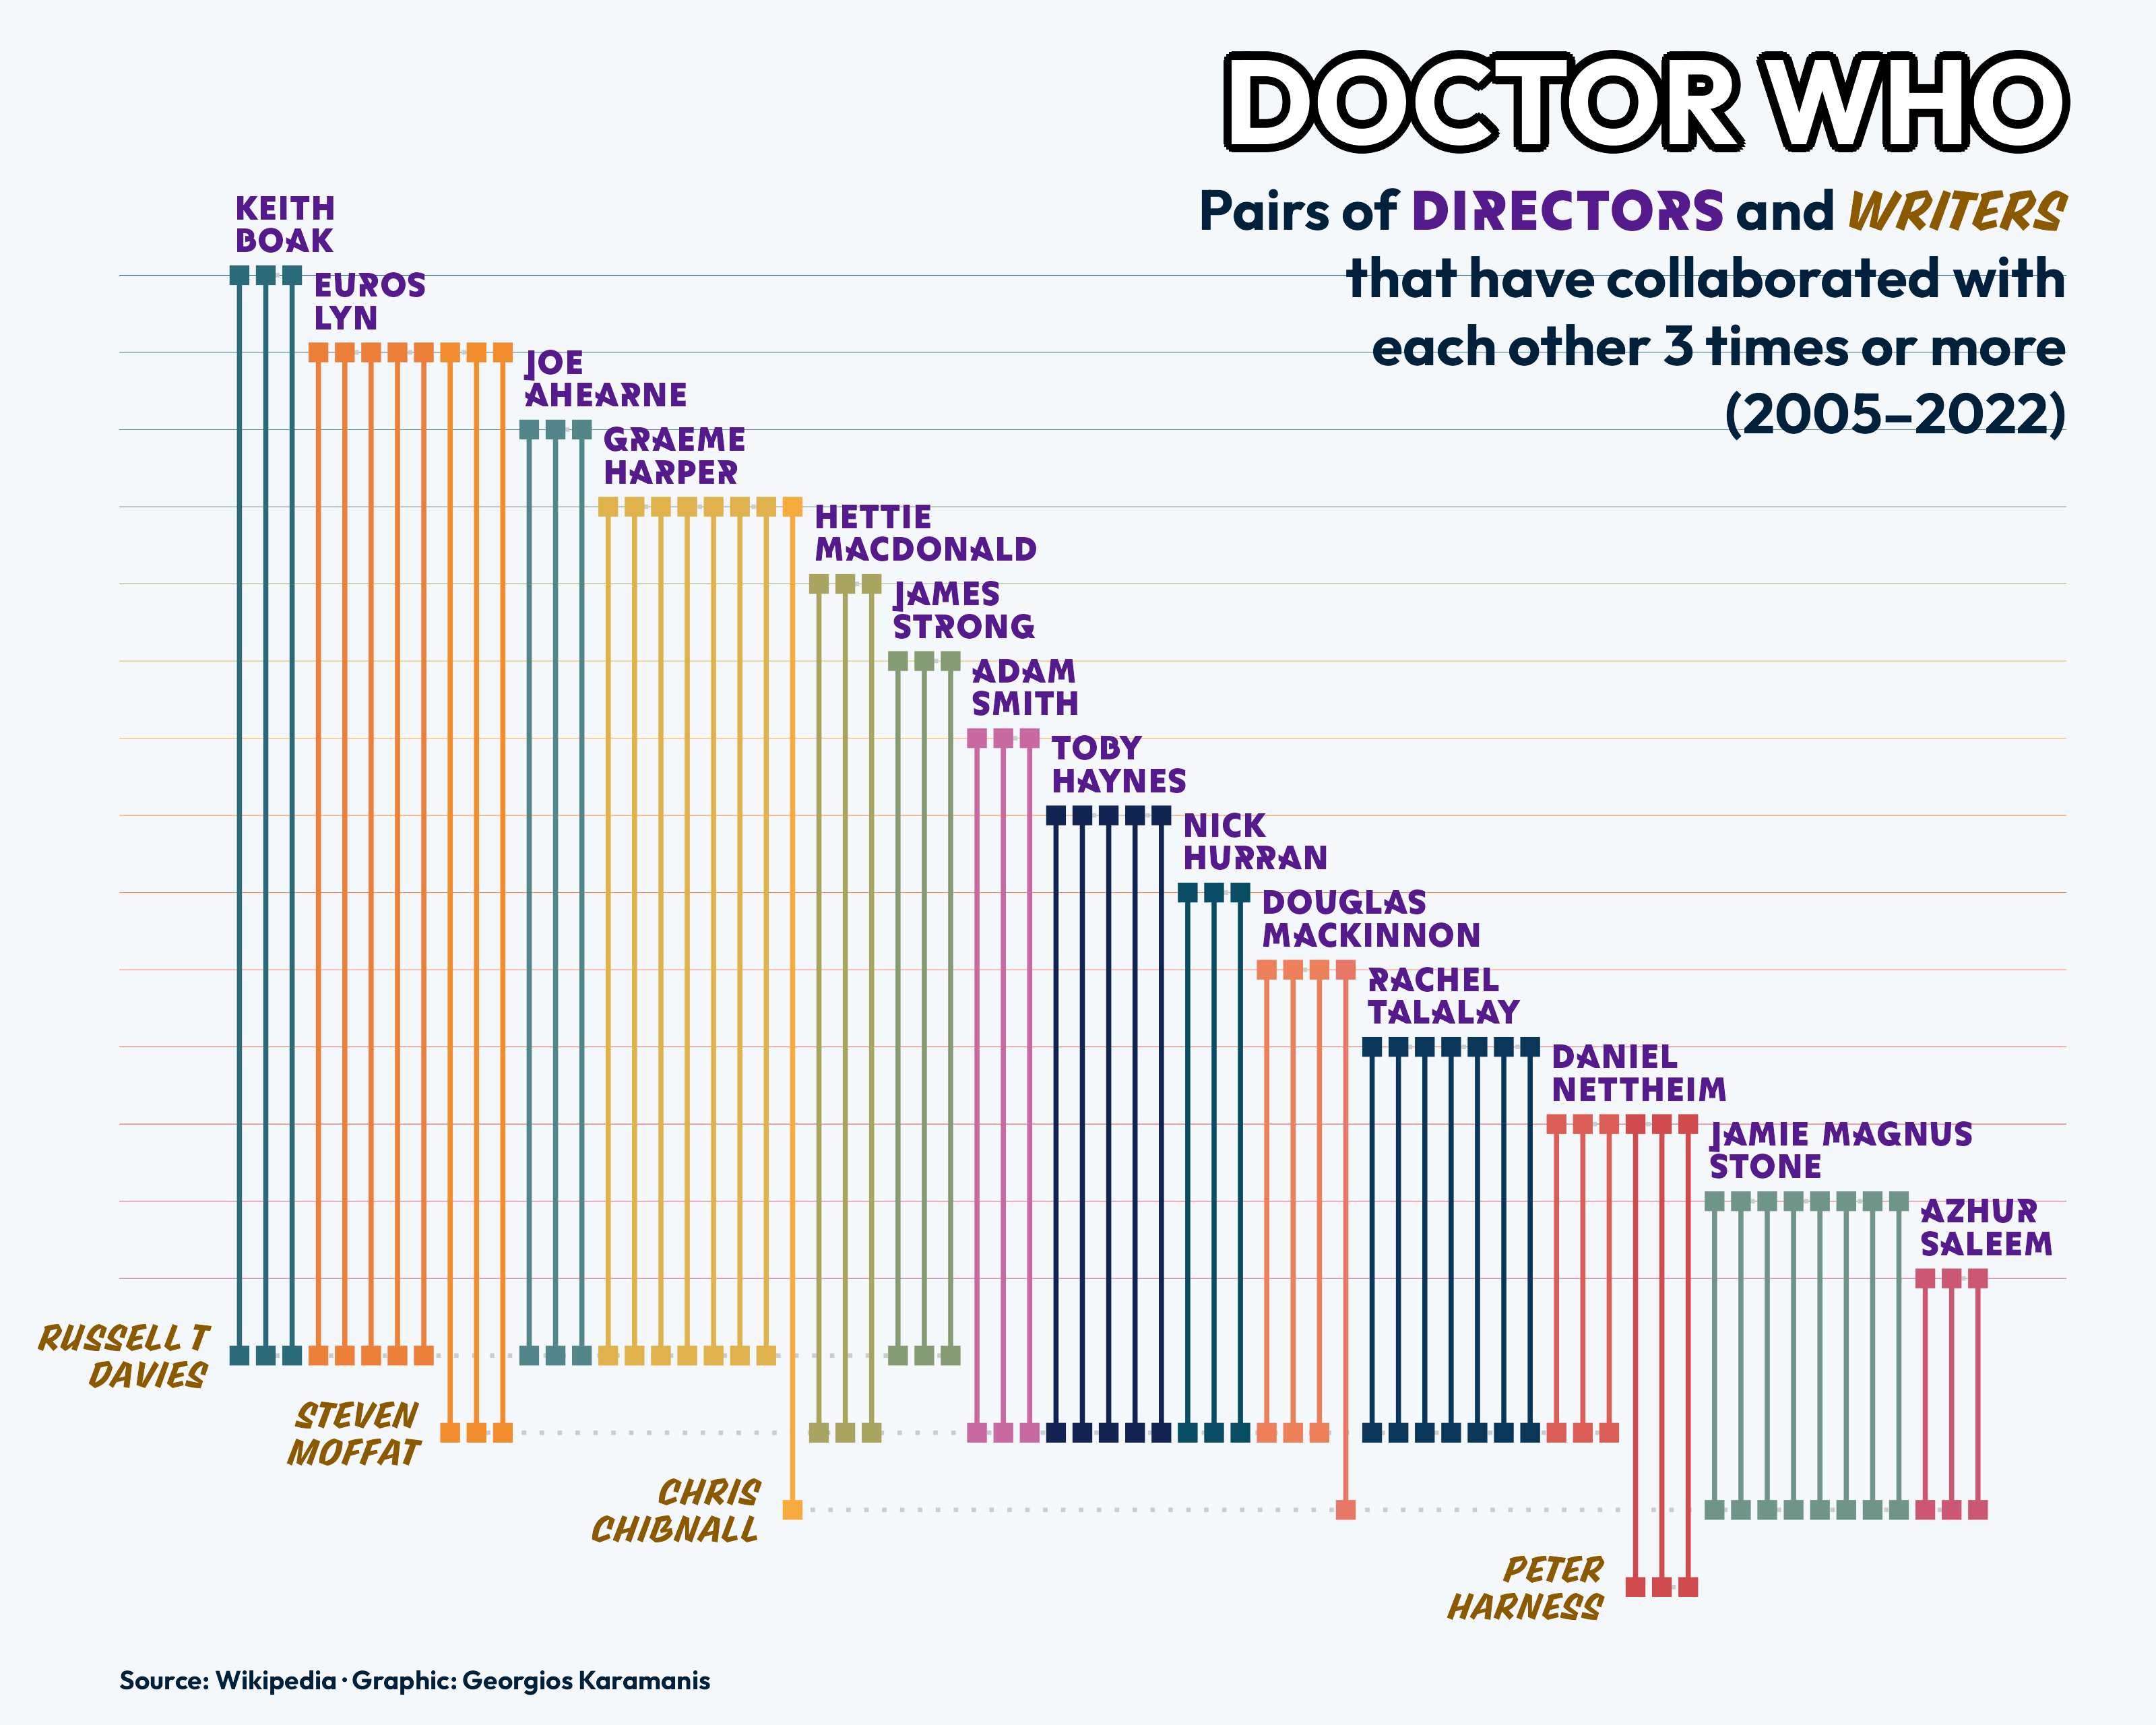 DOCTOR WHO
Pairs of DIRECTORS and WRITERS
that have collaborated with
each other 3 times or more
(2005–2022)
KEITH
BOAK
EUROS
LYN
JOE
AHEARNE
GRAEME
HARPER
HETTIE
MACDONALD
JAMES
STRONG
ADAM
SMITH
TOBY
HAYNES
NICK
HURRAN
DOUGLAS
MACKINNON
RACHEL
TALALAY
DANIEL
NETTHEIM
JAMIE MAGNUS
STONE
AZHUR
SALEEM
RUSSELL T
DAVIES
STEVEN
MOFFAT
CHRIS
CHIBNALL
PETER
HARNESS
Source: Wikipedia · Graphic: Georgios Karamanis